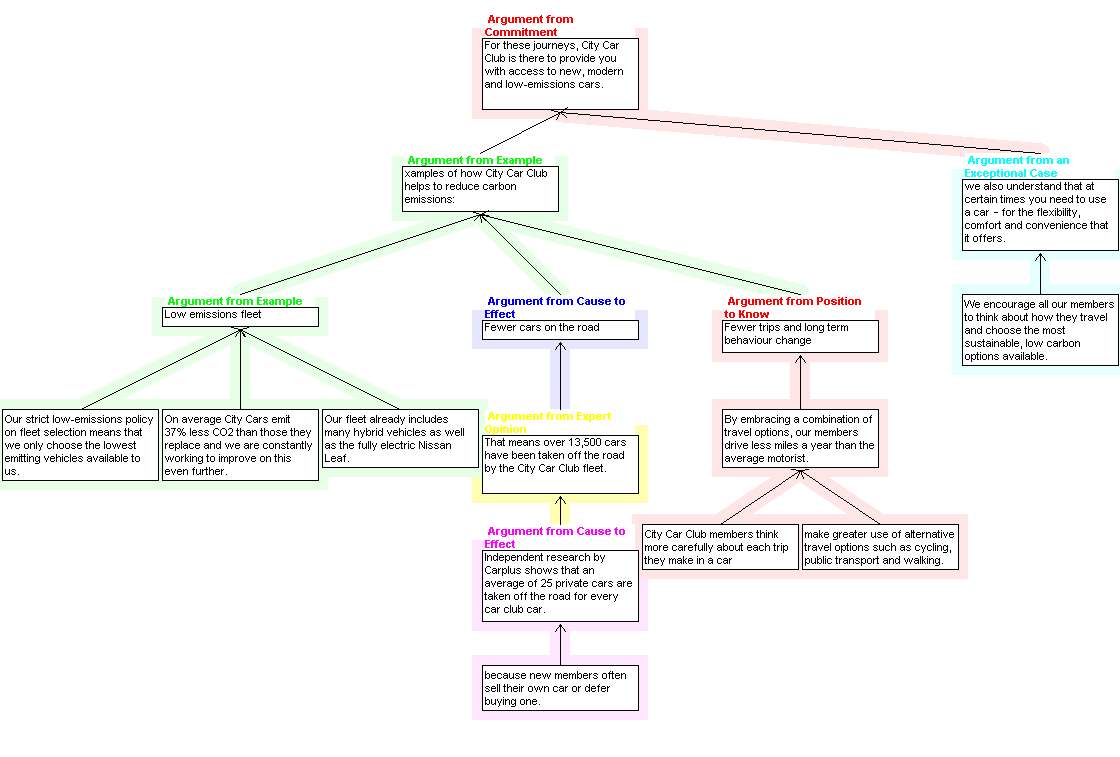 Argument from
Commitment
For these journeys, City Car
Club is there to provide you
with access to new, modern
and low-emissions cars.
Argument from Example
xamples of how City Car Club
helps to reduce carbon
emissions:
Argument from an
Exceptional Case
we also understand that at
certain times you need to use
a car - for the flexibility,
comfort and convenience that
it offers.
Argument from Example
Low emissions fleet
Argument from Cause to
Effect
Fewer cars on the road
Argument from Position
to Know
Fewer trips and long term
behaviour change
We encourage all our members
to think about how they travel
and choose the most
sustainable, low carbon
options available.
Our strict low-emissions policy
on fleet selection means that
we only choose the lowest
emitting vehicles available to
us.
On average City Cars emit
37% less CO2 than those they
replace and we are constantly
working to improve on this
even further.
Our fleet already includes
many hybrid vehicles as well
as the fully electric Nissan
Leaf.
Argument from Expert
Opinion
That means over 13,500 cars
have been taken off the road
by the City Car Club fleet.
By embracing a combination of
travel options, our members
drive less miles a year than the
average motorist.
Argument from Cause to
Effect
Independent research by
Carplus shows that an
average of 25 private cars are
taken off the road for every
car club car.
City Car Club members think
more carefully about each trip
they make in a car
make greater use of alternative
travel options such as cycling,
public transport and walking.
because new members often
sell their own car or defer
buying one.